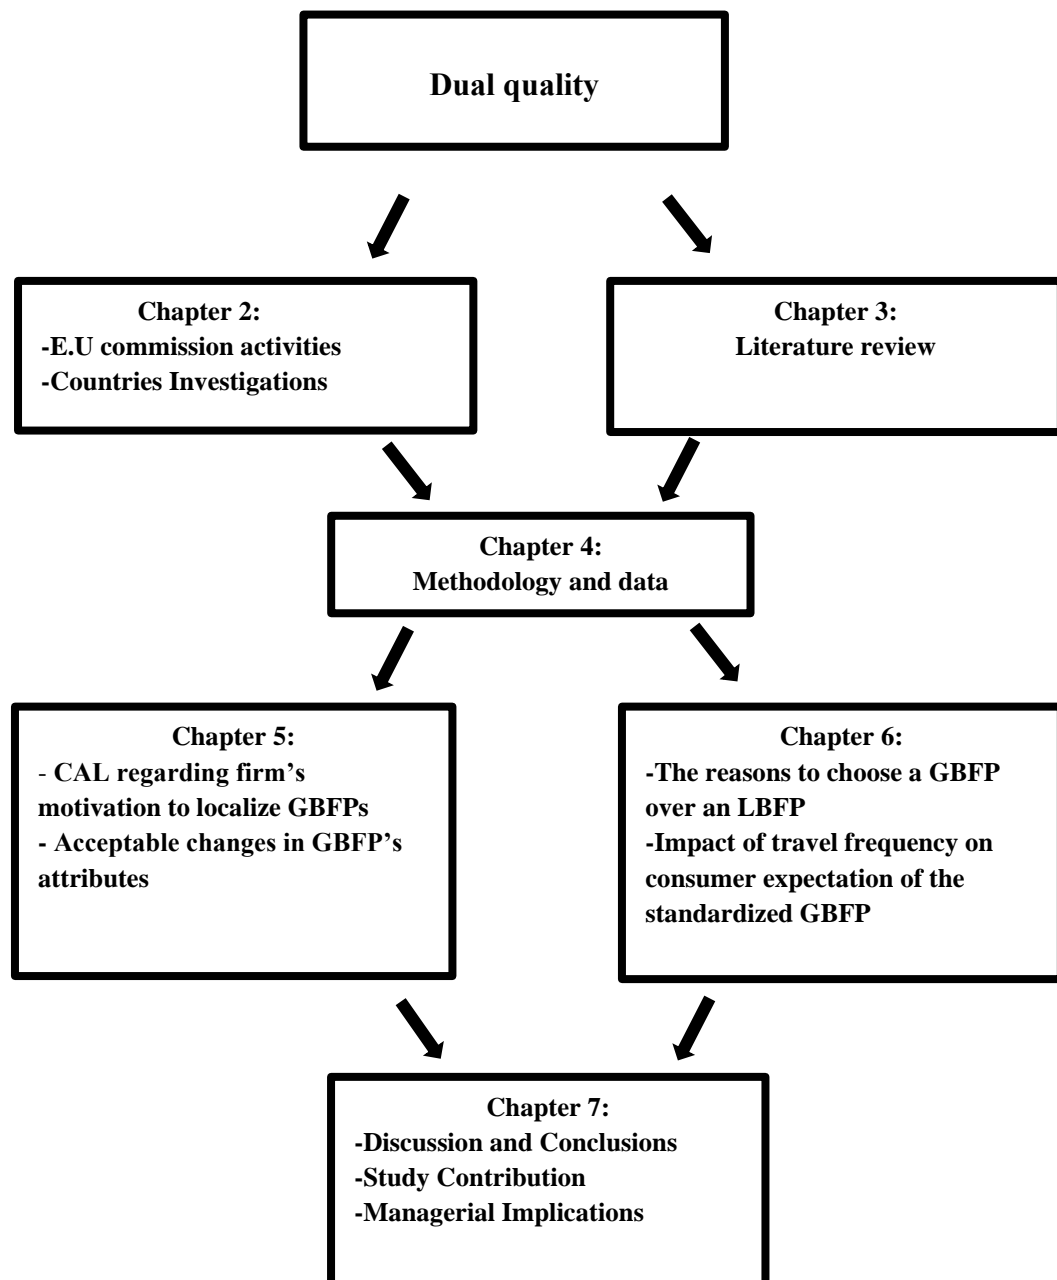 Dual quality
Chapter 2:
-E.U commission activities
-Countries Investigations
Chapter 3:
Literature review
Chapter 4:
Methodology and data
Chapter 5:
- CAL regarding firm’s
motivation to localize GBFPs
- Acceptable changes in GBFP’s
attributes
Chapter 6:
-The reasons to choose a GBFP
over an LBFP
-Impact of travel frequency on
consumer expectation of the
standardized GBFP
Chapter 7:
-Discussion and Conclusions
-Study Contribution
-Managerial Implications